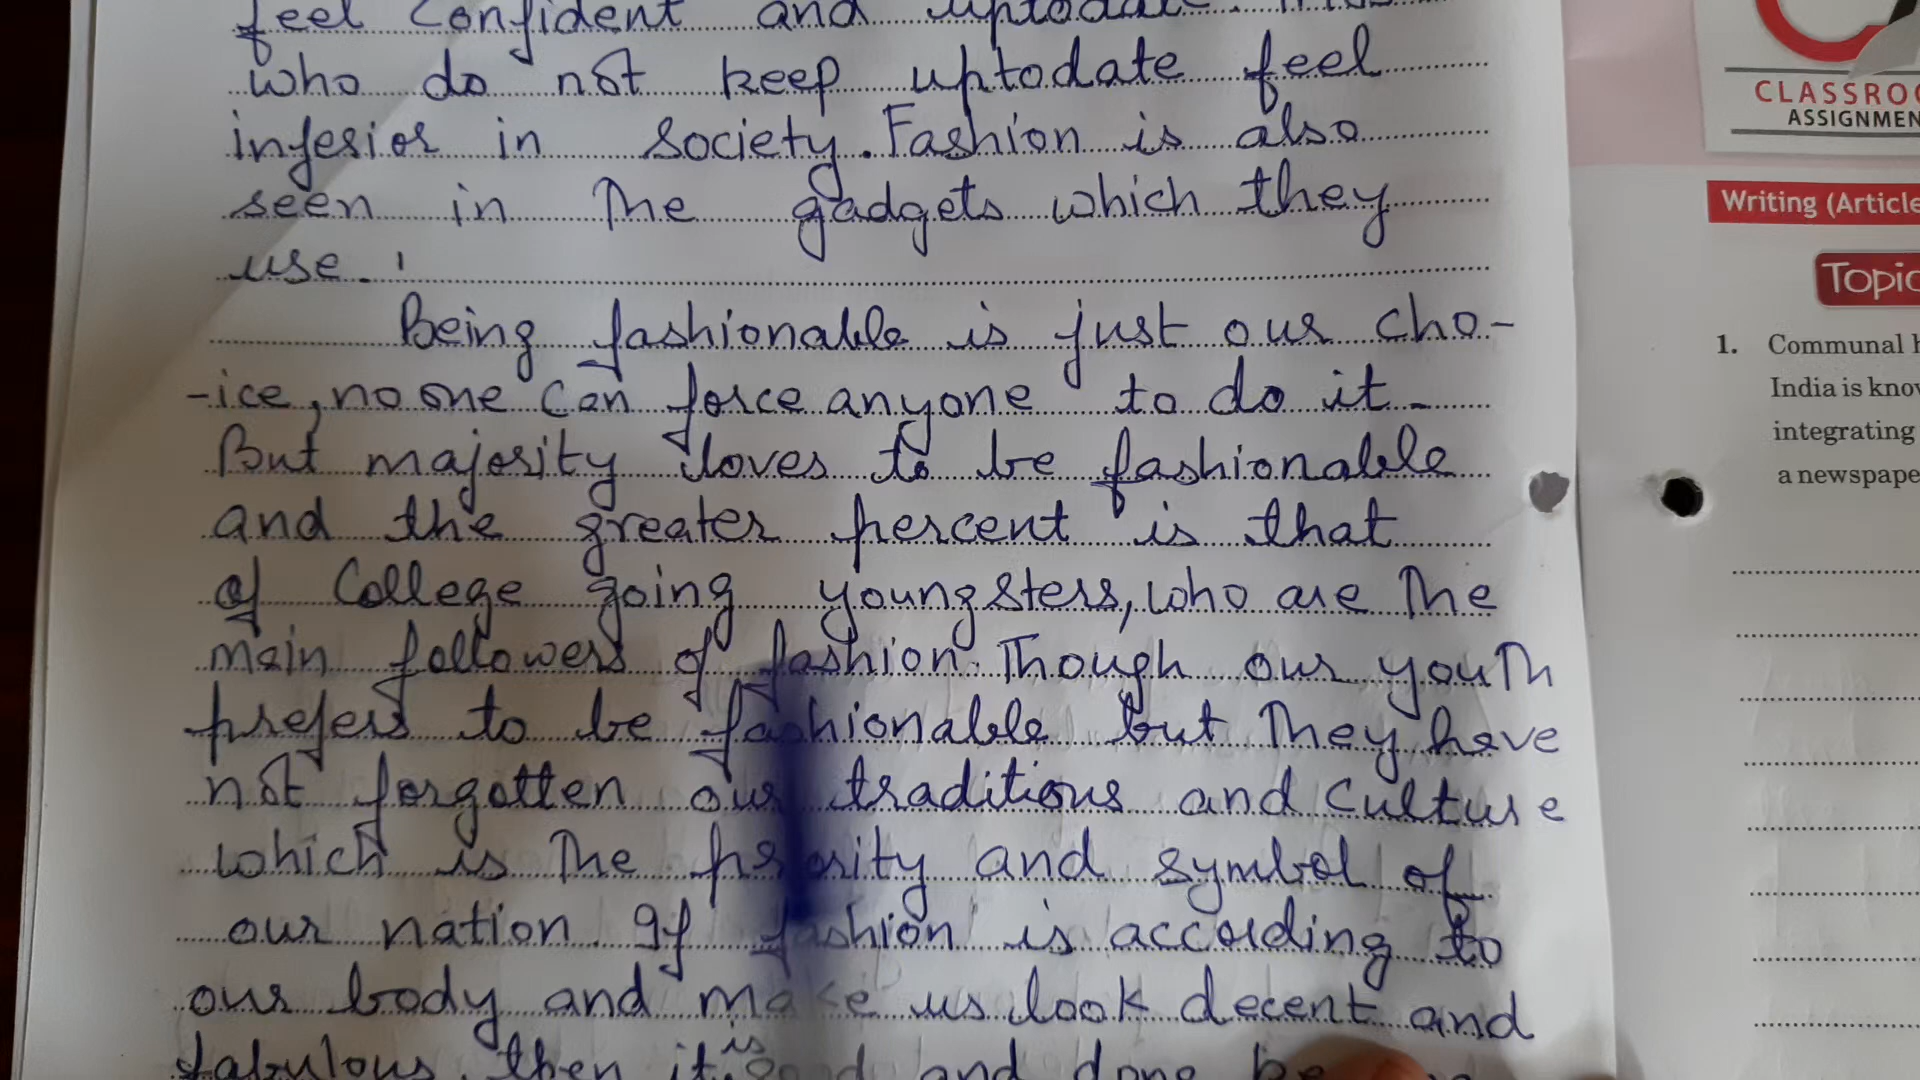 feel confident and uptodate.
who do not keep uptodate feel
inferior in society. Fashion is also
seen in the gadgets which they
use.
Being fashionable is just our cho-
-ice, no one can force anyone to do it.
But majority loves to be fashionable
and the greater percent is that
of College going youngsters, who are the
main followers of fashion. Though our youth
prefers to be fashionable but they have
not forgotten our traditions and culture
which is the priority and symbol of
our nation. If fashion is according to
our body and make us look decent and
fabulous, then it is good and done
CLASSROO
ASSIGNMEN
Writing (Article
Topic
1. Communal h
India is know
integrating
a newspape